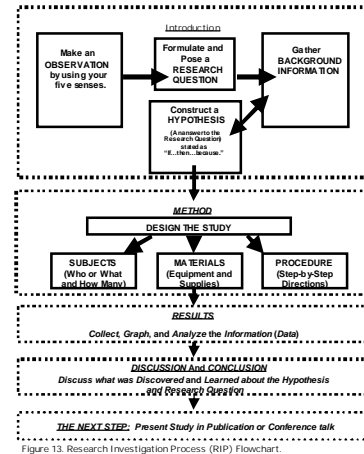 Introduction
Make an
OBSERVATION
by using your
five senses.
Formulate and
Pose a
RESEARCH
QUESTION
Gather
BACKGROUND
INFORMATION
Construct a
HYPOTHESIS
(An answer to the
Research Question)
stated as
"If...then...because."
METHOD
DESIGN THE STUDY
SUBJECTS
(Who or What
and How Many)
MATERIALS
(Equipment and
Supplies)
PROCEDURE
(Step-by-Step
Directions)
RESULTS
Collect, Graph, and Analyze the Information (Data)
DISCUSSION And CONCLUSION
Discuss what was Discovered and Learned about the Hypothesis
and Research Question
THE NEXT STEP: Present Study in Publication or Conference talk
Figure 13. Research Investigation Process (RIP) Flowchart.